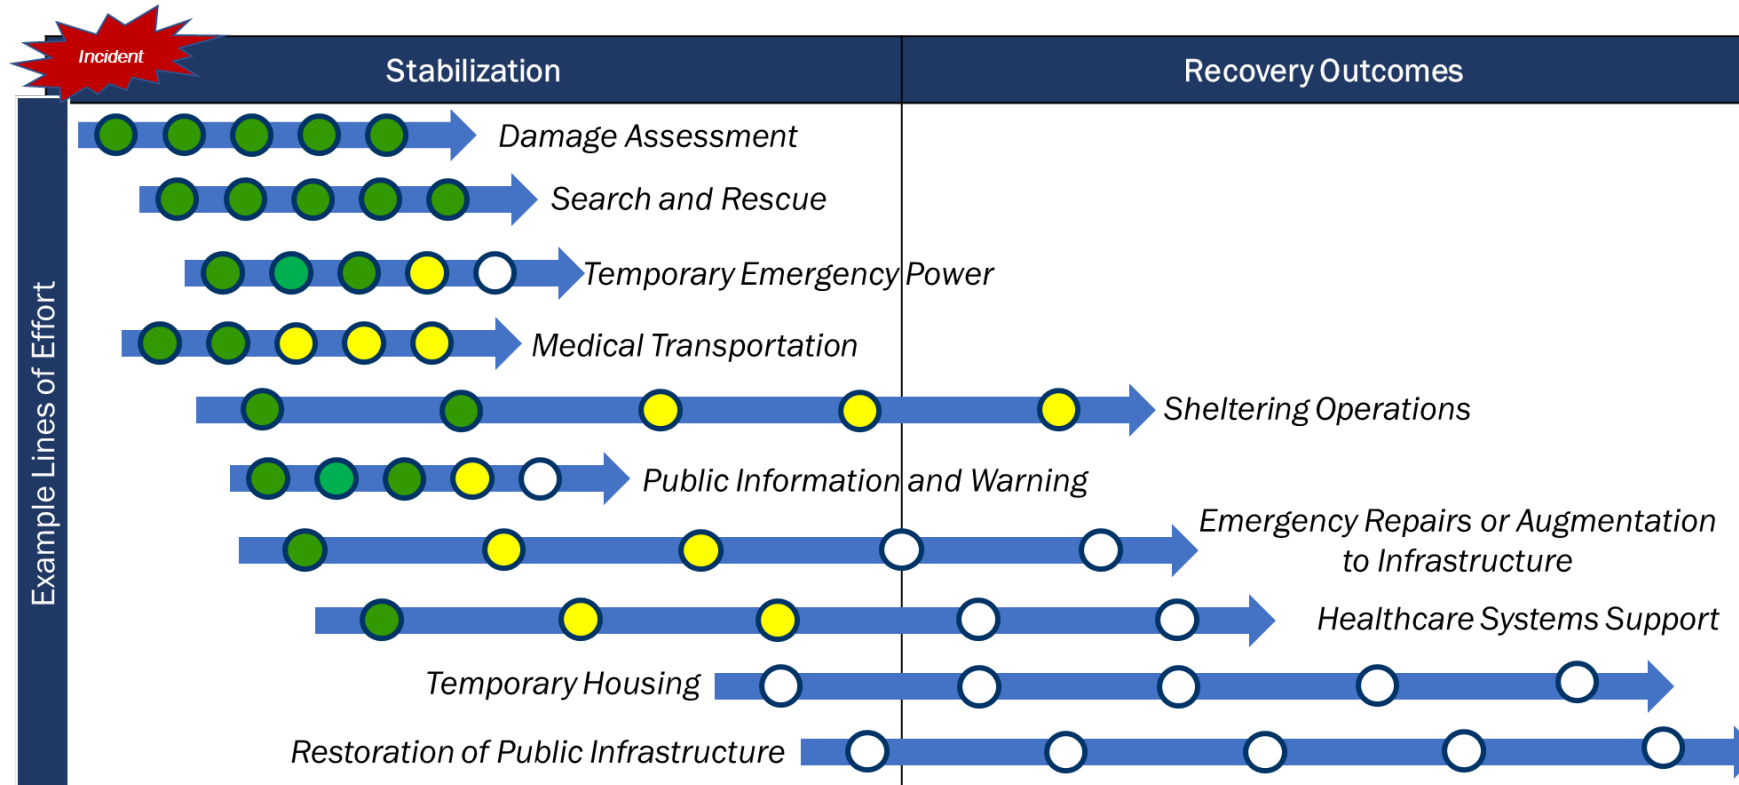 Incident
Stabilization
Recovery Outcomes
Example Lines of Effort
Damage Assessment
Search and Rescue
Temporary Emergency Power
Medical Transportation
Sheltering Operations
Public Information and Warning
Emergency Repairs or Augmentation
to Infrastructure
Healthcare Systems Support
Temporary Housing
Restoration of Public Infrastructure